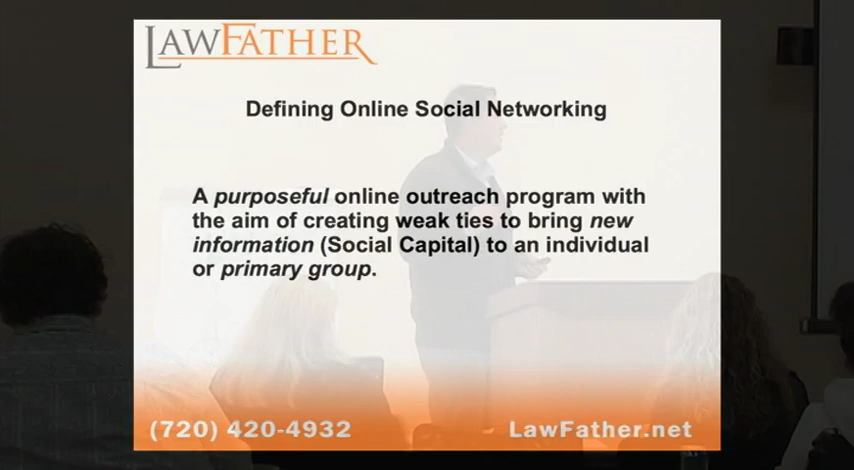 LAWFATHER
Defining Online Social Networking
A purposeful online outreach program with
the aim of creating weak ties to bring new
information (Social Capital) to an individual
or primary group.
(720) 420-4932 LawFather.net